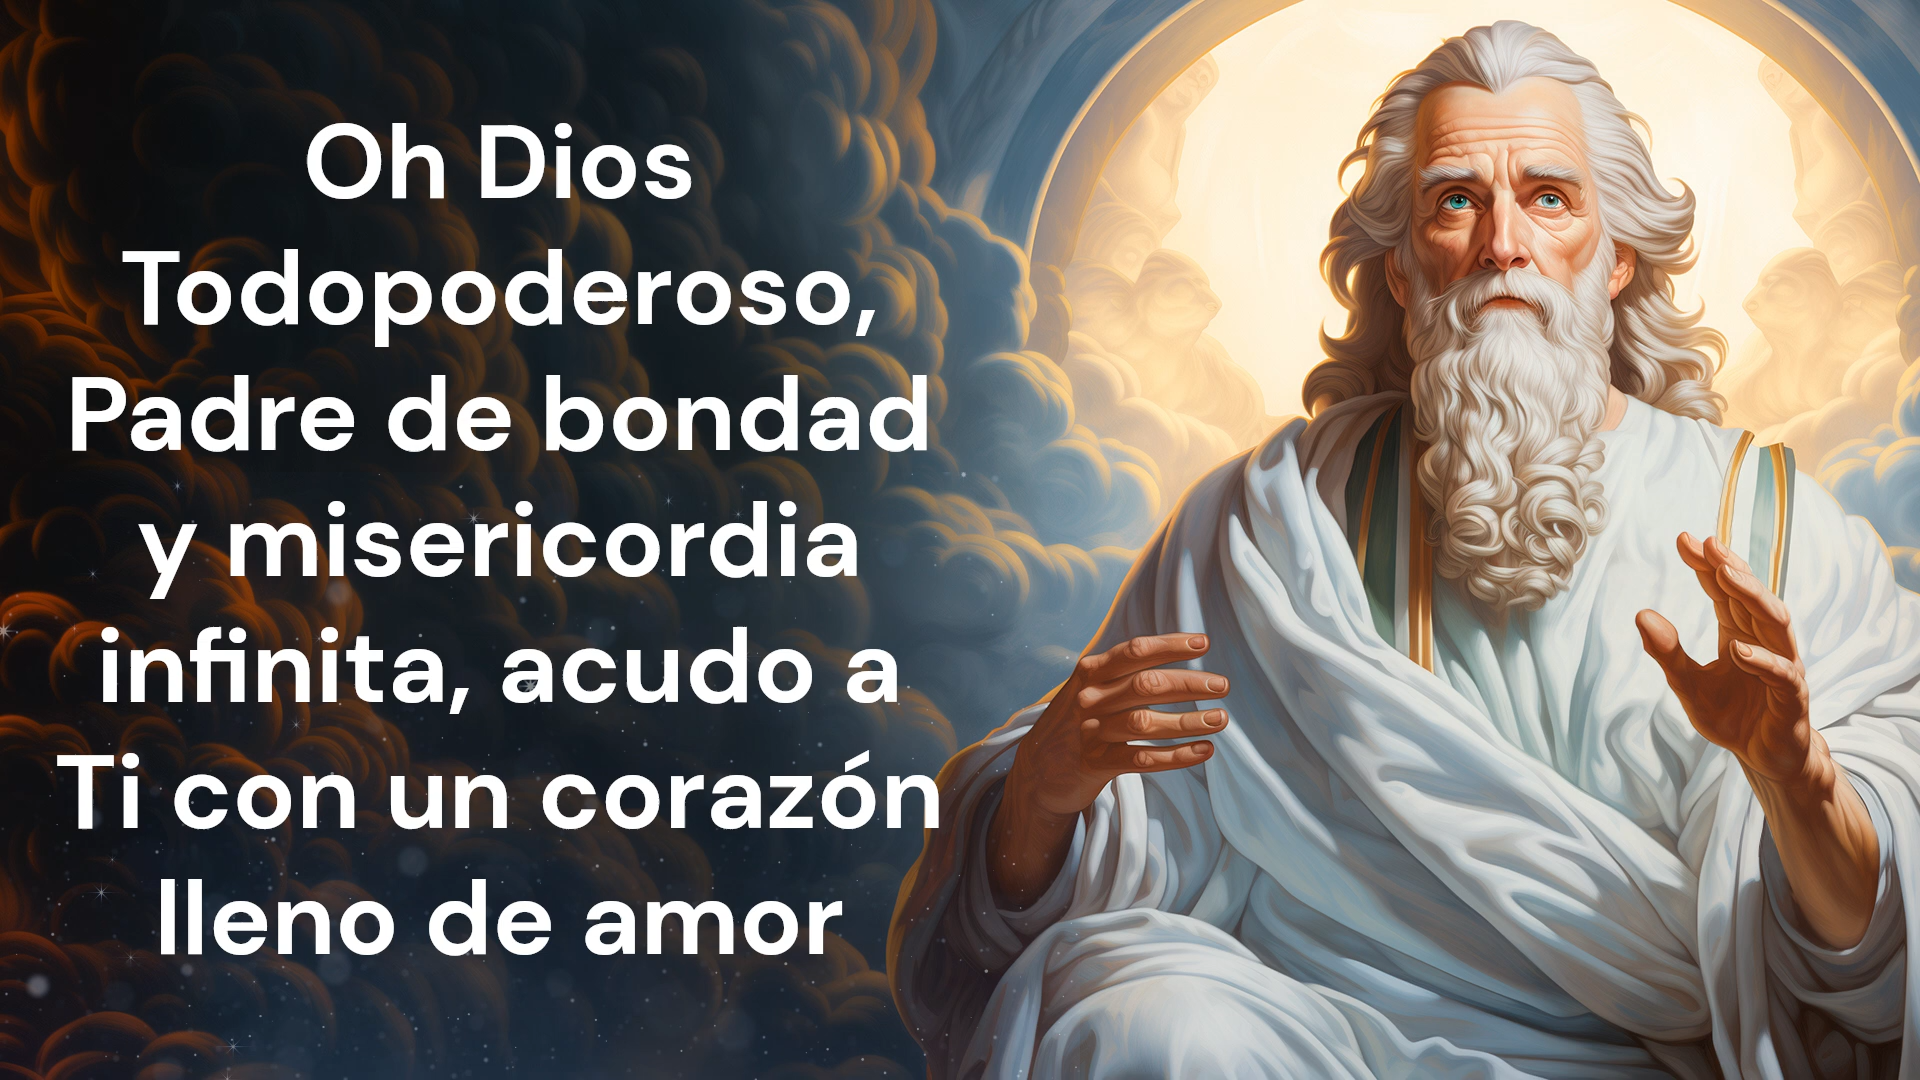 Oh Dios
Todopoderoso,
Padre de bondad
y misericordia
infinita, acudo a
Ti con un corazón
lleno de amor